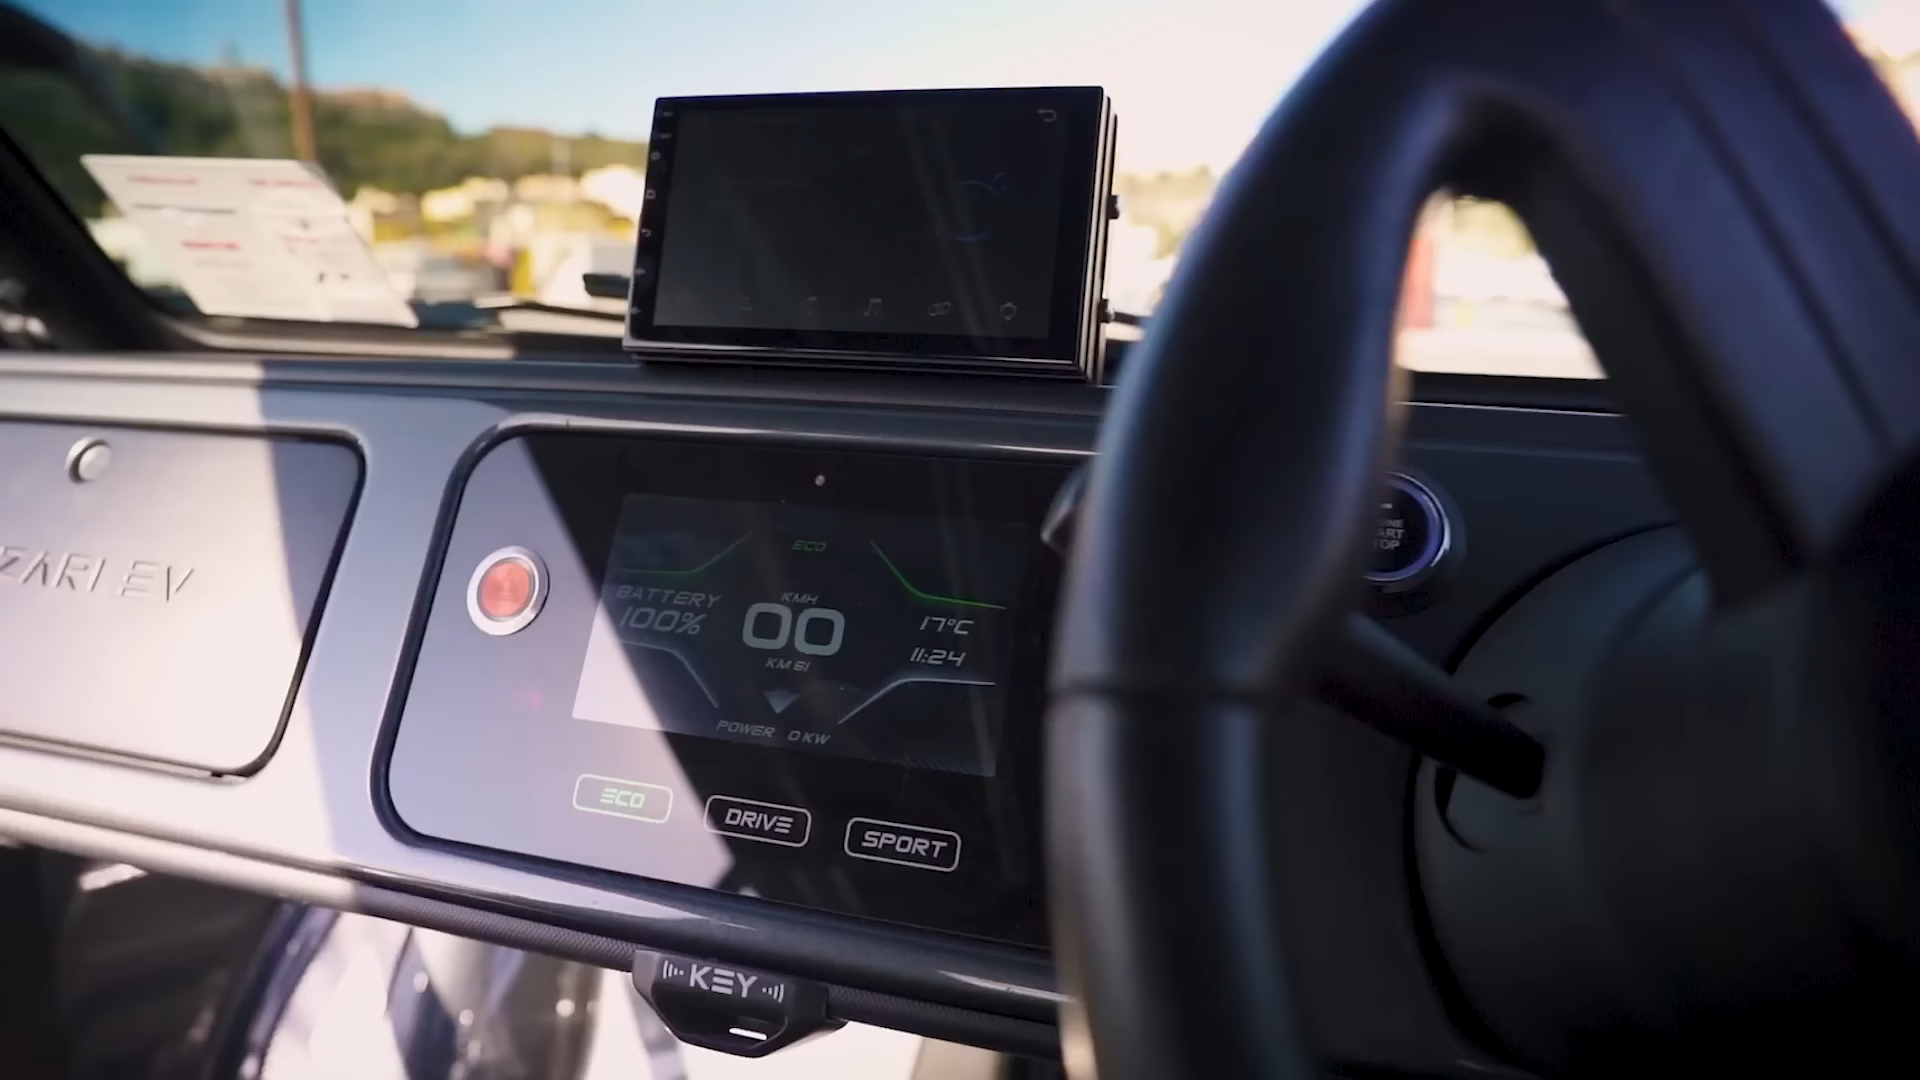 ZARI EV
ECO
BATTERY
100%
KMH
00
KM 61
17°C
11:24
POWER 0 KW
ECO
DRIVE
SPORT
KEY